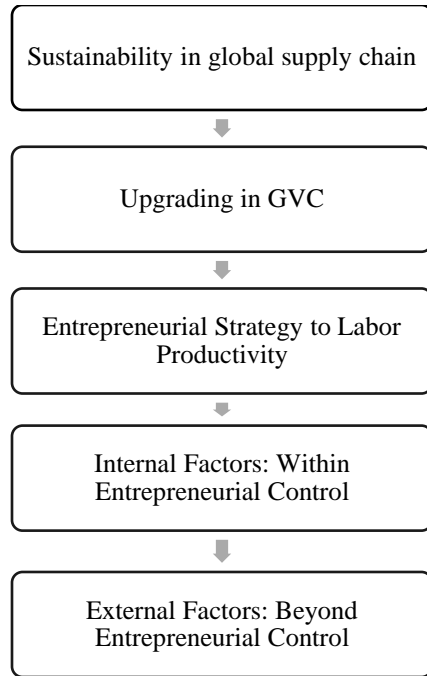 Sustainability in global supply chain
Upgrading in GVC
Entrepreneurial Strategy to Labor
Productivity
Internal Factors: Within
Entrepreneurial Control
External Factors: Beyond
Entrepreneurial Control